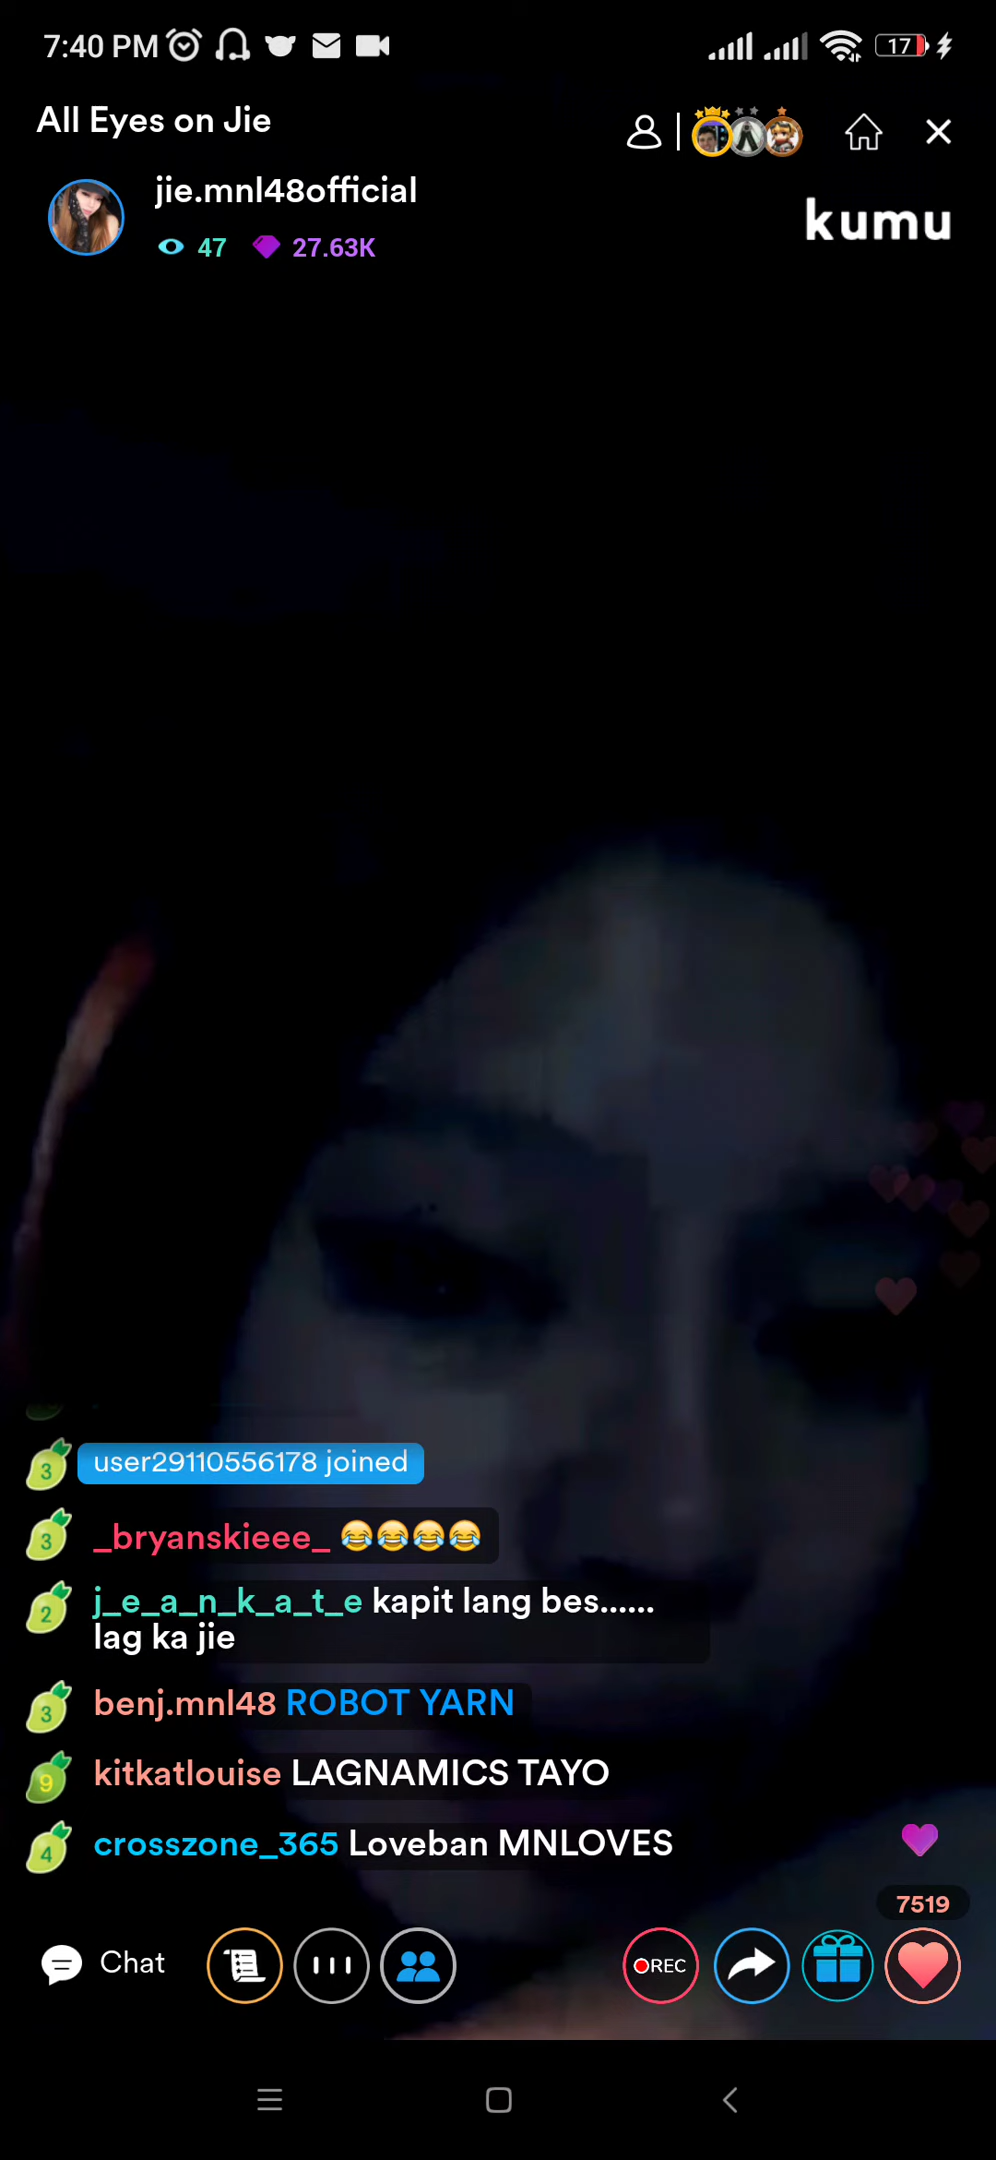 7:40 PM
17
All Eyes on Jie
jie.mnl48official
47 27.63K
kumu
3 user29110556178 joined
3 _bryanskieee_ 😂😂😂😂
2 j_e_a_n_k_a_t_e kapit lang bes......
lag ka jie
3 benj.mnl48 ROBOT YARN
9 kitkatlouise LAGNAMICS TAYO
4 crosszone_365 Loveban MNLOVES
7519
Chat
REC